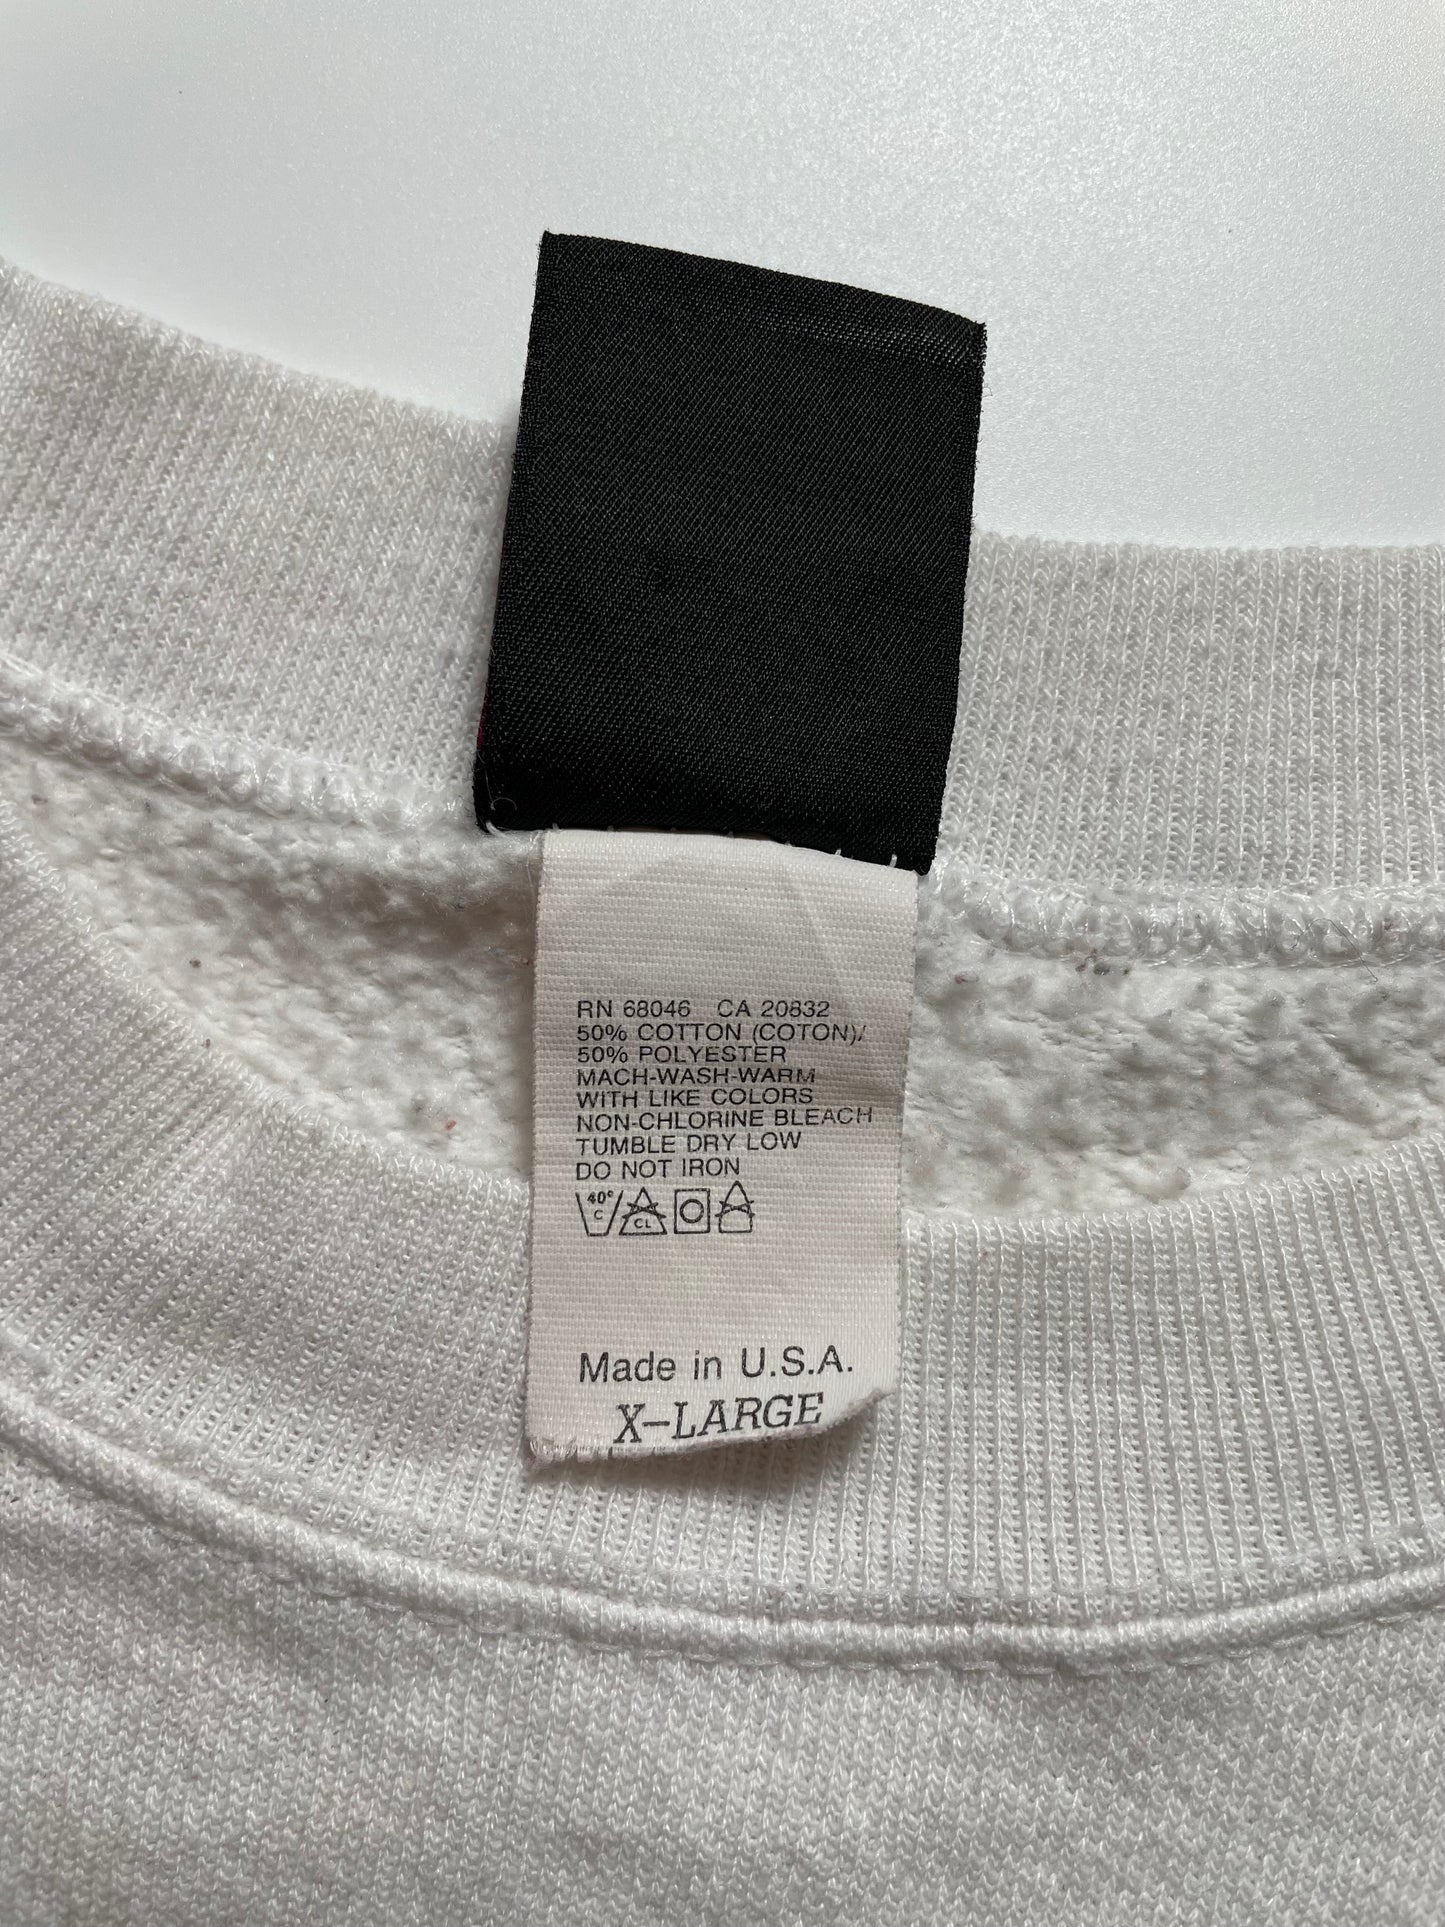 RN 68046 CA 20832
50% COTTON (COTON)/
50% POLYESTER
MACH-WASH-WARM
WITH LIKE COLORS
NON-CHLORINE BLEACH
TUMBLE DRY LOW
DO NOT IRON
40°
C CL
Made in U.S.A.
X-LARGE